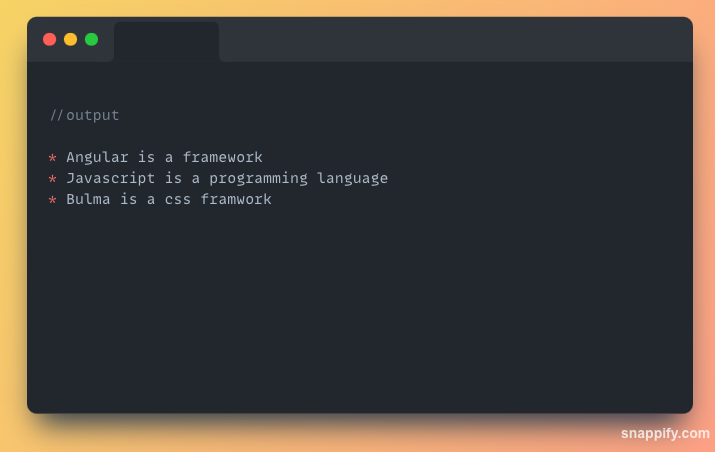 //output
* Angular is a framework
* Javascript is a programming language
* Bulma is a css framwork
snappify.com